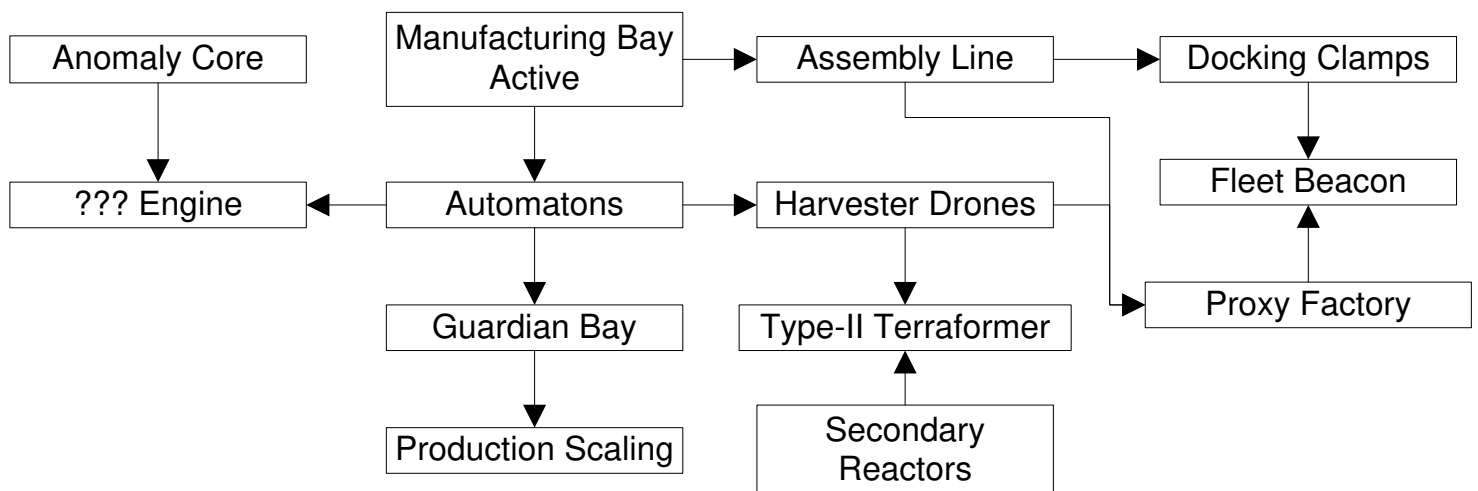 Anomaly Core
Manufacturing Bay
Active
Assembly Line
Docking Clamps
??? Engine
Automatons
Harvester Drones
Fleet Beacon
Guardian Bay
Type-II Terraformer
Proxy Factory
Production Scaling
Secondary
Reactors